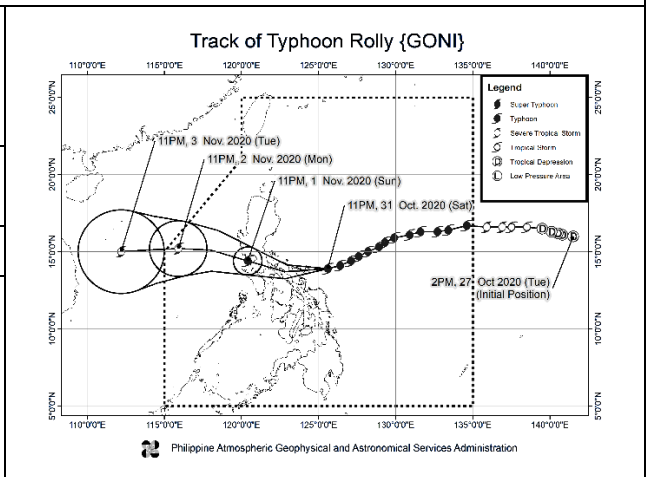 Track of Typhoon Rolly {GONI}
110°0'0"E 115°0'0"E 120°0'0"E 125°0'0"E 130°0'0"E 135°0'0"E 140°0'0"E
25°0'0"N 25°0'0"N
20°0'0"N 20°0'0"N
15°0'0"N 15°0'0"N
10°0'0"N 10°0'0"N
5°0'0"N 5°0'0"N
Legend
Super Typhoon
Typhoon
Severe Tropical Storm
Tropical Storm
Tropical Depression
Low Pressure Area
11PM, 3 Nov. 2020 (Tue)
11PM, 2 Nov. 2020 (Mon)
11PM, 1 Nov. 2020 (Sun)
11PM, 31 Oct. 2020 (Sat)
2PM, 27 Oct 2020 (Tue)
(Initial Position)
110°0'0"E 115°0'0"E 120°0'0"E 125°0'0"E 130°0'0"E 135°0'0"E 140°0'0"E
Philippine Atmospheric Geophysical and Astronomical Services Administration